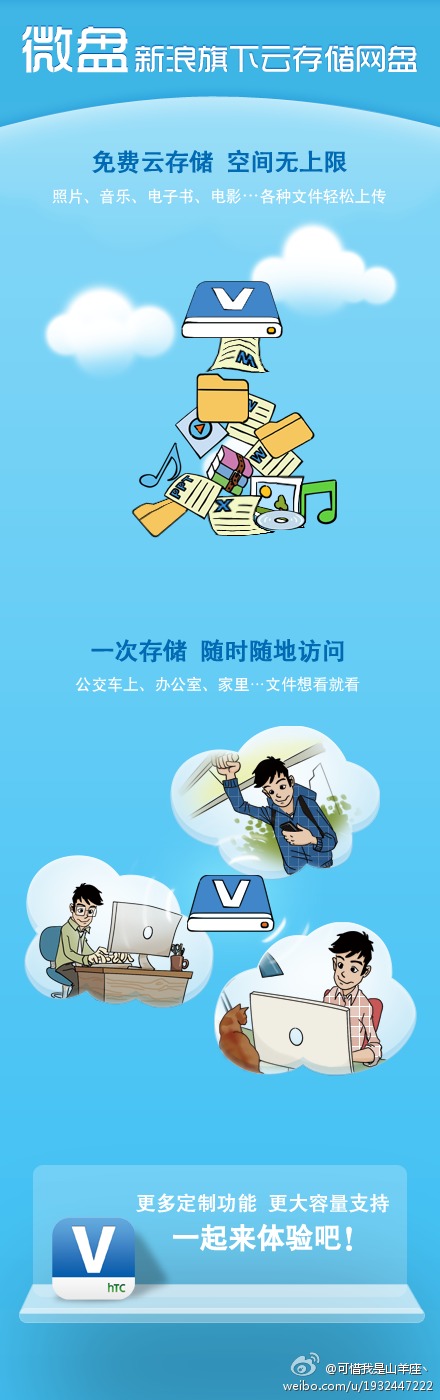 微盘 新浪旗下云存储网盘
免费云存储 空间无上限
照片、音乐、电子书、电影…各种文件轻松上传
V
W
W
PPT
X
一次存储 随时随地访问
公交车上、办公室、家里…文件想看就看
V
更多定制功能 更大容量支持
一起来体验吧!
V
hTC
@可惜我是山羊座丶
weibo.com/u/1932447222